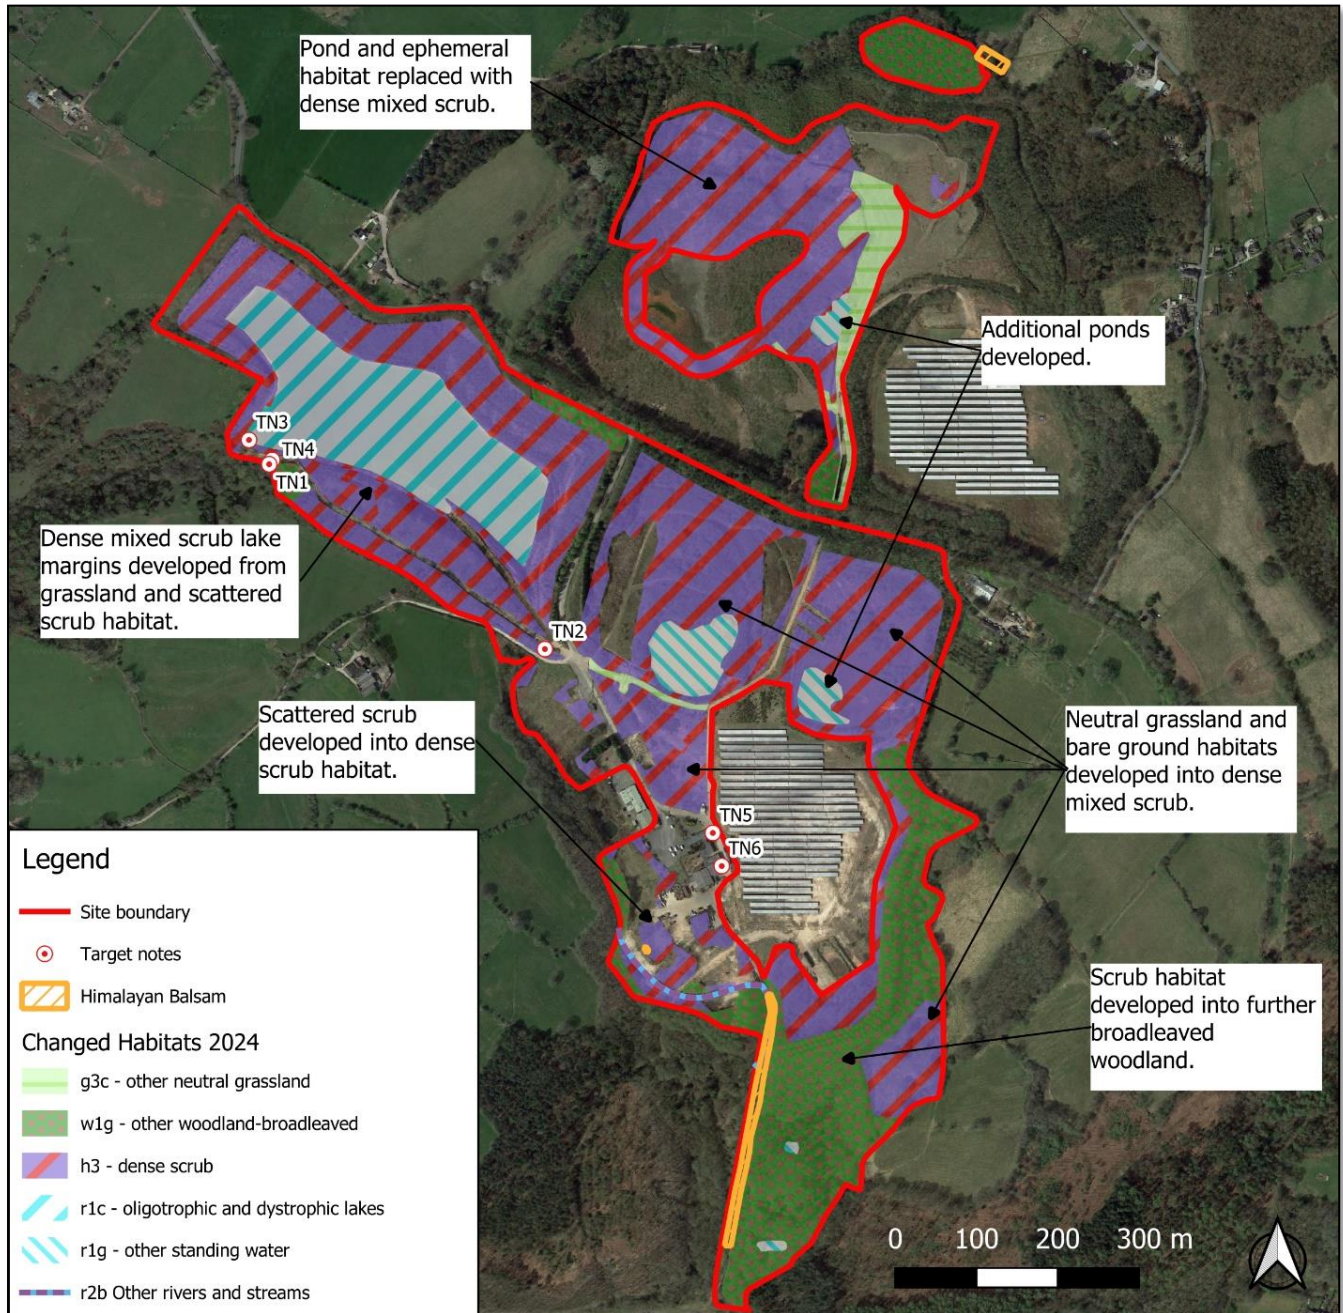 Pond and ephemeral
habitat replaced with
dense mixed scrub.
Additional ponds
developed.
TN3
TN4
TN1
Dense mixed scrub lake
margins developed from
grassland and scattered
scrub habitat.
TN2
Scattered scrub
developed into dense
scrub habitat.
Neutral grassland and
bare ground habitats
developed into dense
mixed scrub.
TN5
TN6
Scrub habitat
developed into further
broadleaved
woodland.
Legend
Site boundary
Target notes
Himalayan Balsam
Changed Habitats 2024
g3c - other neutral grassland
w1g - other woodland-broadleaved
h3 - dense scrub
r1c - oligotrophic and dystrophic lakes
r1g - other standing water
r2b Other rivers and streams
0 100 200 300 m